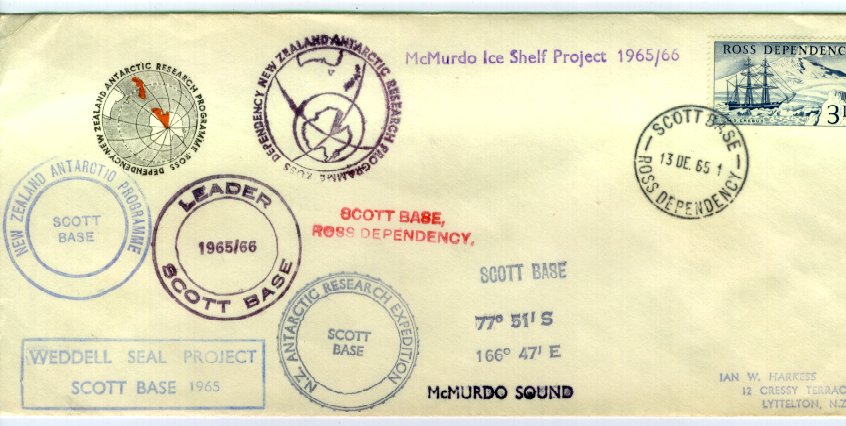 NEW ZEALAND ANTARCTIC RESEARCH PROGRAMME ROSS DEPENDENCY
NEW ZEALAND ANTARCTIC RESEARCH PROGRAMME ROSS DEPENDENCY
McMurdo Ice Shelf Project 1965/66
ROSS DEPENDENC
3
SCOTT BASE
13 DE 65 1
ROSS DEPENDENCY
NEW ZEALAND ANTARCTIC PROGRAMME
SCOTT
BASE
LEADER
1965/66
SCOTT BASE
SCOTT BASE,
ROSS DEPENDENCY,
N.Z. ANTARCTIC RESEARCH EXPEDITION
SCOTT
BASE
SCOTT BASE
77° 51' S
166° 47' E
McMURDO SOUND
WEDDELL SEAL PROJECT
SCOTT BASE 1965
IAN W. HARKESS
12 CRESSY TERRAC
LYTTELTON, N.Z